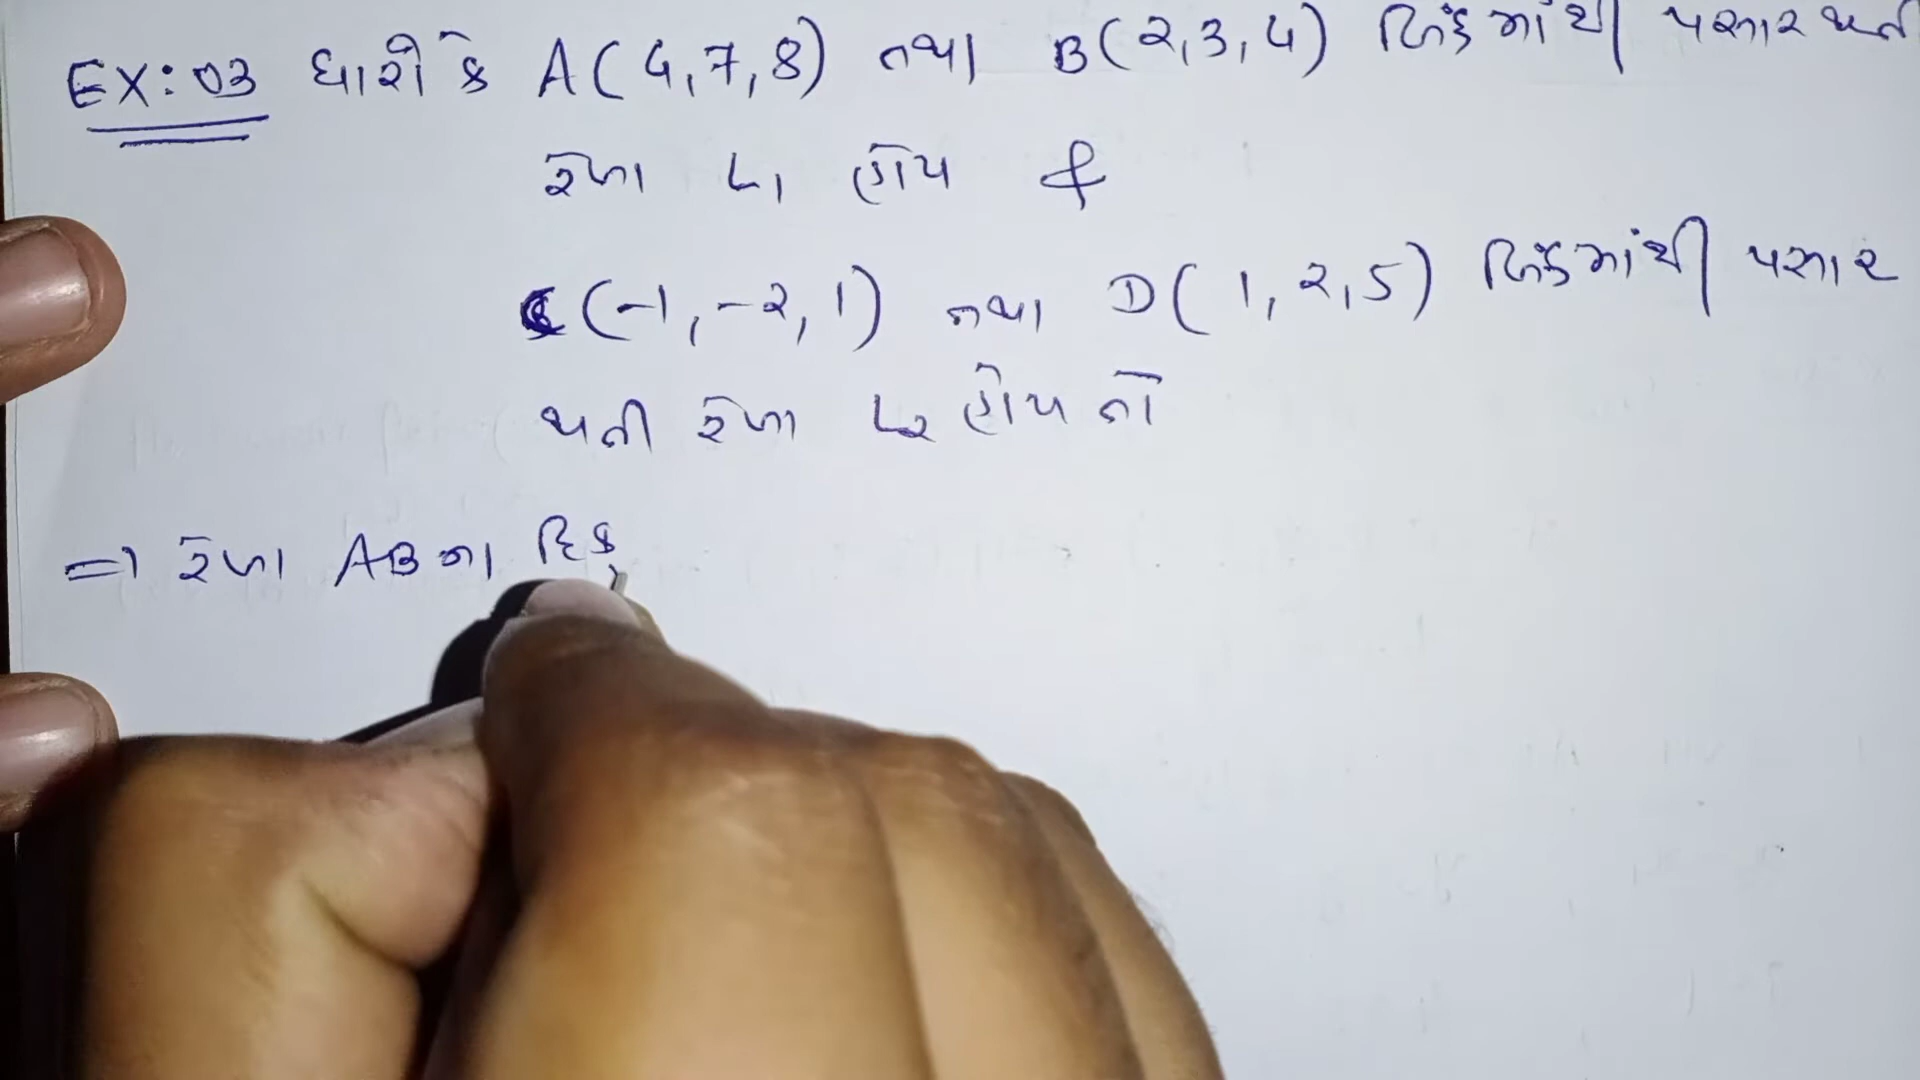 EX:03 ધારો કે A(4,7,8) તથા B(2,3,4) બિંદુમાંથી પસાર થતી
રેખા L1 હોય &
C(-1,-2,1) તથા D(1,2,5) બિંદુમાંથી પસાર
થતી રેખા L2 હોય તો
⇒ રેખા AB ના દિક્